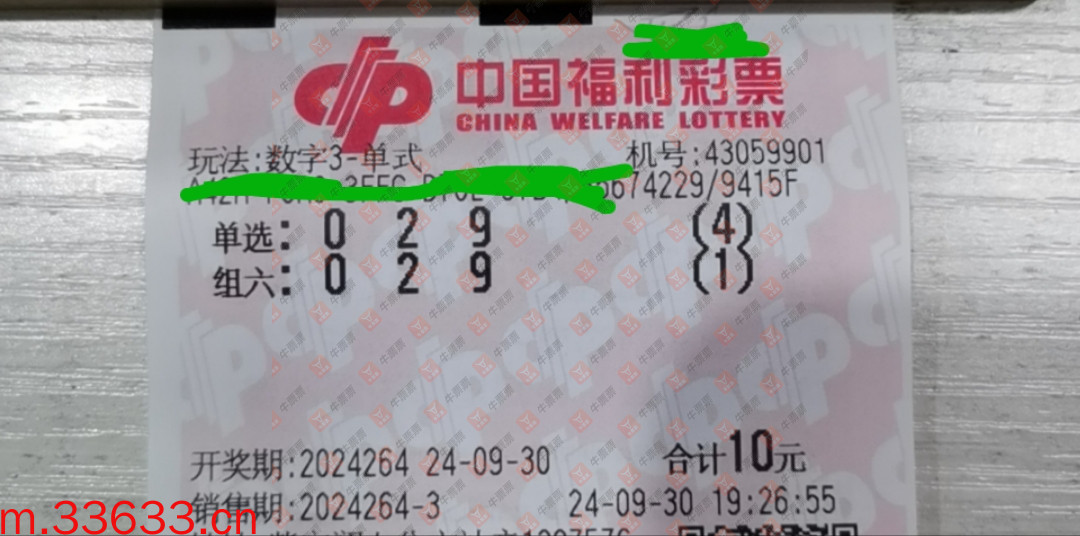 中国福利彩票
CHINA WELFARE LOTTERY
玩法:数字3-单式 机号:43059901
674229/9415F
单选: 0 2 9 (4)
组六: 0 2 9 (1)
开奖期:2024264 24-09-30 合计10元
销售期:2024264-3 24-09-30 19:26:55
m.33633.cn